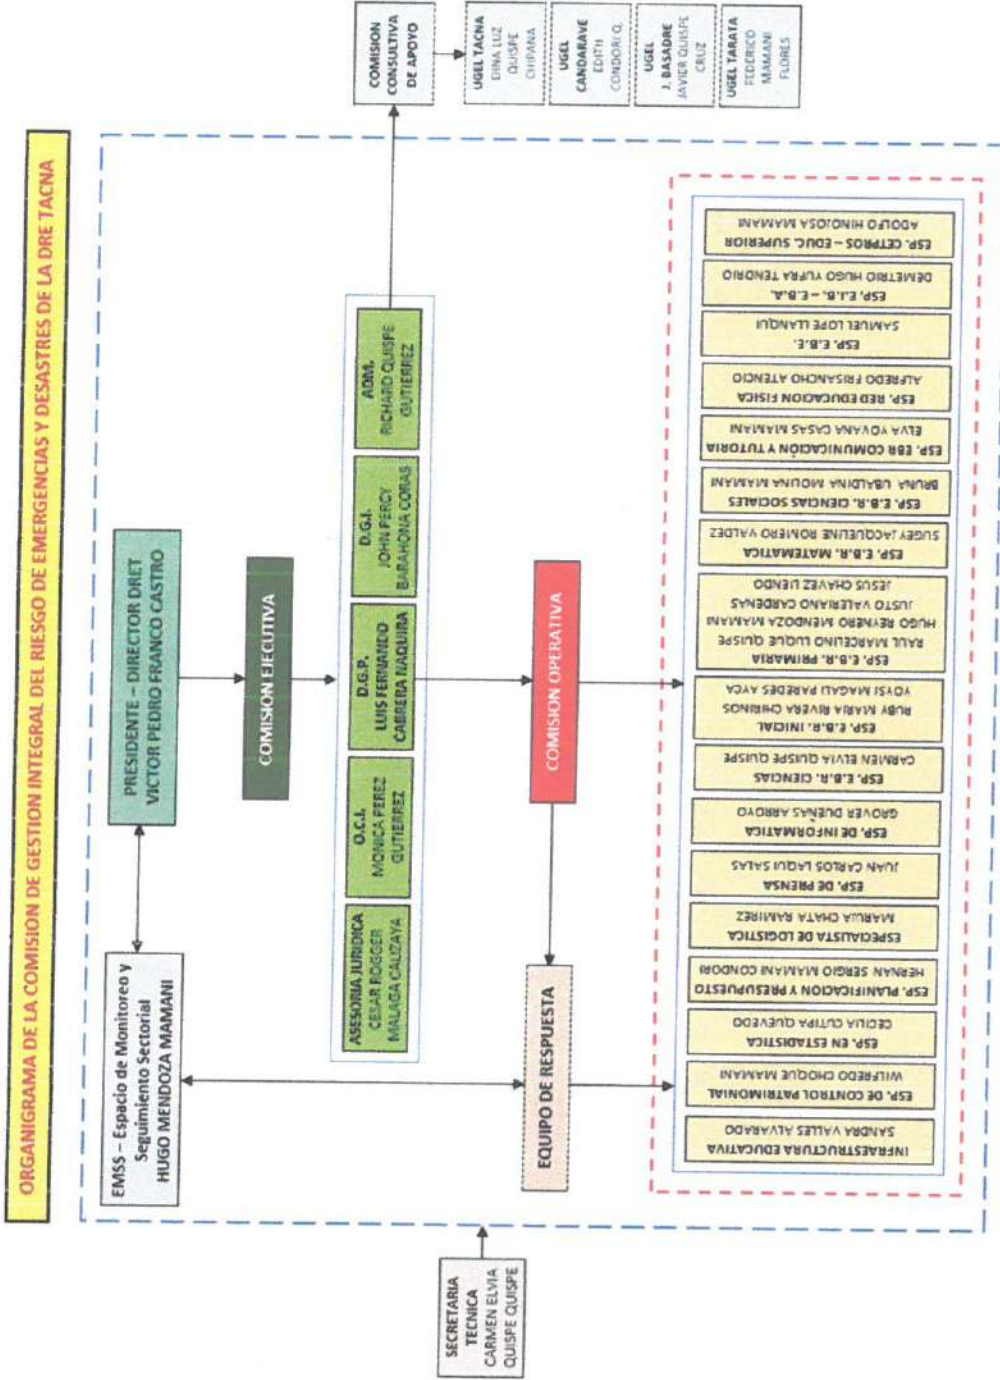 ORGANIGRAMA DE LA COMISION DE GESTION INTEGRAL DEL RIESGO DE EMERGENCIAS Y DESASTRES DE LA DRE TACNA
EMSS – Espacio de Monitoreo y
Seguimiento Sectorial
HUGO MENDOZA MAMANI
PRESIDENTE – DIRECTOR DRET
VICTOR PEDRO FRANCO CASTRO
COMISION EJECUTIVA
ASESORIA JURIDICA
CESAR ROGGER
MALAGA CALIZAYA
O.C.I.
MONICA PEREZ
GUTIERREZ
D.G.P.
LUIS FERNANDO
CABRERA NAQUIRA
D.G.I.
JOHN PERCY
BARAHONA CORAS
ADM.
RICHARD QUISPE
GUTIERREZ
COMISION
CONSULTIVA
DE APOYO
UGEL TACNA
DINA LUZ
QUISPE
CHIPANA
UGEL
CANDARAVE
EDITH
CONDORI Q.
UGEL
J. BASADRE
JAVIER QUISPE
CRUZ
UGEL TARATA
FEDERICO
MAMANI
FLORES
SECRETARIA
TECNICA
CARMEN ELVIA
QUISPE QUISPE
EQUIPO DE RESPUESTA
COMISION OPERATIVA
INFRAESTRUCTURA EDUCATIVA
SANDRA VALLES ALVARADO
ESP. DE CONTROL PATRIMONIAL
WILFREDO CHOQUE MAMANI
ESP. EN ESTADISTICA
CECILIA CUTIPA QUEVEDO
ESP. PLANIFICACION Y PRESUPUESTO
HERNAN SERGIO MAMANI CONDORI
ESPECIALISTA DE LOGISTICA
MARUJA CHATA RAMIREZ
ESP. DE PRENSA
JUAN CARLOS LAQUI SALAS
ESP. DE INFORMATICA
GROVER DUEÑAS ARROYO
ESP. E.B.R. CIENCIAS
CARMEN ELVIA QUISPE QUISPE
ESP. E.B.R. INICIAL
RUBY MARIA RIVERA CHIRINOS
YOYSI MAGALI PAREDES AYCA
ESP. E.B.R. PRIMARIA
RAUL MARCELINO LUQUE QUISPE
HUGO REYNERO MENDOZA MAMANI
JUSTO VALERIANO CARDENAS
JESUS CHAVEZ LIENDO
ESP. E.B.R. MATEMATICA
SUGEY JACQUELINE ROMERO VALDEZ
ESP. E.B.R. CIENCIAS SOCIALES
BRUNA UBALDINA MOLINA MAMANI
ESP. EBR COMUNICACIÓN Y TUTORIA
ELVA YOVANA CASAS MAMANI
ESP. RED EDUCACION FISICA
ALFREDO FRISANCHO ATENCIO
ESP. E.B.E.
SAMUEL LOPE LLANQUI
ESP. E.I.B. – E.B.A.
DEMETRIO HUGO YUFRA TENORIO
ESP. CETPROS – EDUC. SUPERIOR
ADOLFO HINOJOSA MAMANI